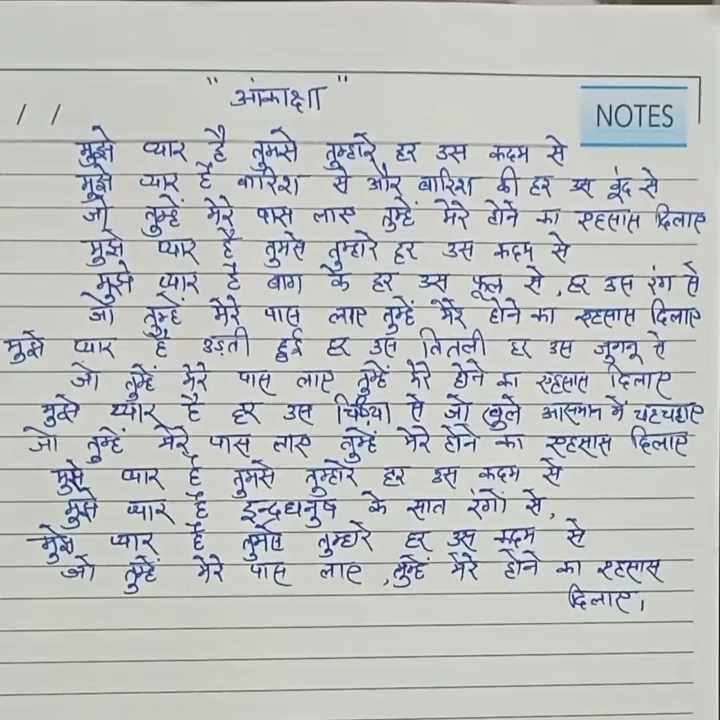 "आंकाक्षा"
/ /
NOTES
मुझे प्यार है तुमसे तुम्हारे हर उस कदम से
मुझे प्यार है बारिश से और बारिश की हर उस बूंद से
जो तुम्हें मेरे पास लाए तुम्हें मेरे होने का एहसास दिलाए
मुझे प्यार है तुमसे तुम्हारे हर उस कदम से
मुझे प्यार है बाग के हर उस फूल से, हर उस रंग से
जो तुम्हें मेरे पास लाए तुम्हें मेरे होने का एहसास दिलाए
मुझे प्यार है उड़ती हुई हर उस तितली हर उस जुगनू से
जो तुम्हें मेरे पास लाए तुम्हें मेरे होने का एहसास दिलाए
मुझे प्यार है हर उस चिड़िया से जो खुले आसमान में चहचहाए
जो तुम्हें मेरे पास लाए तुम्हें मेरे होने का एहसास दिलाए
मुझे प्यार है तुमसे तुम्हारे हर उस कदम से
मुझे प्यार है इन्द्रधनुष के सात रंगों से,
मुझे प्यार है तुमसे तुम्हारे हर उस कदम से
जो तुम्हें मेरे पास लाए, तुम्हें मेरे होने का एहसास
दिलाए।